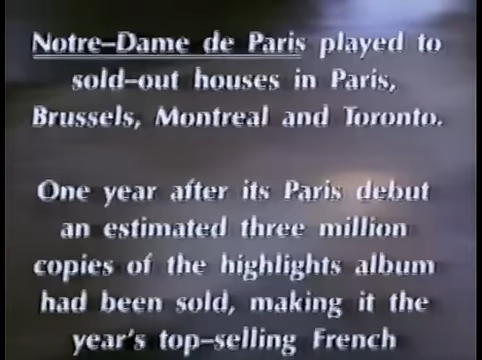 Notre–Dame de Paris played to
sold–out houses in Paris,
Brussels, Montreal and Toronto.
One year after its Paris debut
an estimated three million
copies of the highlights album
had been sold, making it the
year's top–selling French